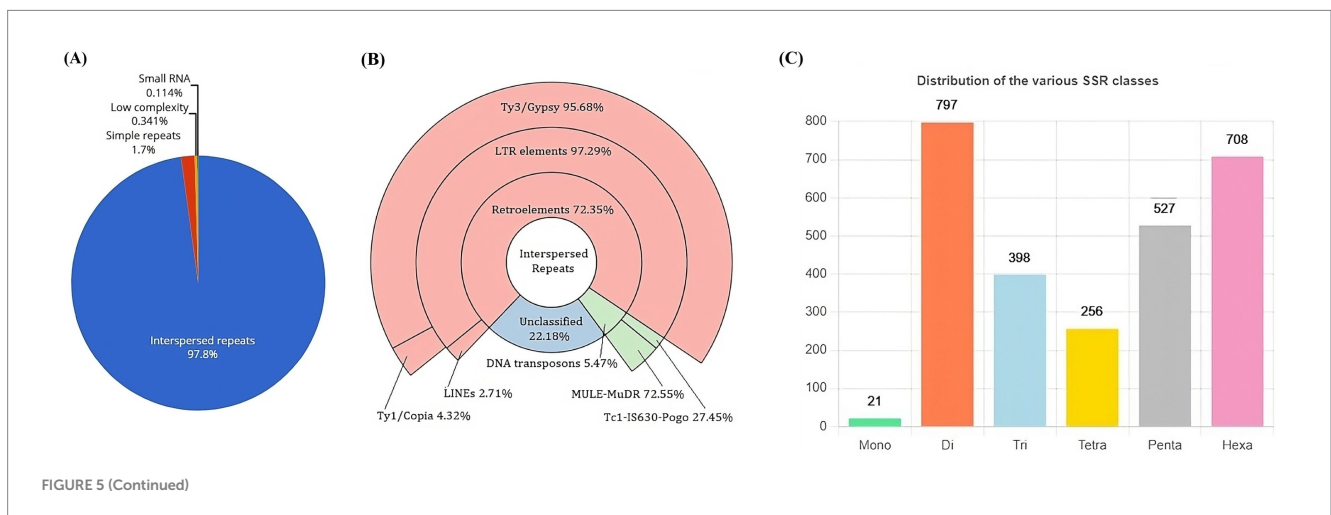 (A)
Small RNA
0.114%
Low complexity
0.341%
Simple repeats
1.7%
Interspersed repeats
97.8%
(B)
Ty3/Gypsy 95.68%
LTR elements 97.29%
Retroelements 72.35%
Interspersed
Repeats
Unclassified
22.18%
DNA transposons 5.47%
LINEs 2.71%
MULE-MuDR 72.55%
Ty1/Copia 4.32%
Tc1-IS630-Pogo 27.45%
(C)
Distribution of the various SSR classes
800
700
600
500
400
300
200
100
0
21
797
398
256
527
708
Mono
Di
Tri
Tetra
Penta
Hexa
FIGURE 5 (Continued)